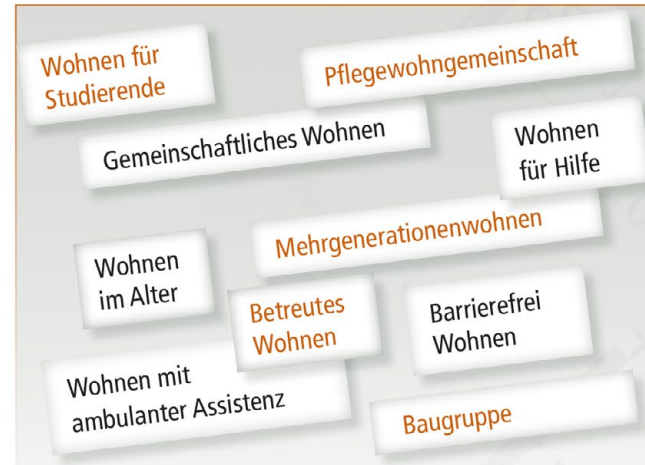 Wohnen für
Studierende
Pflegewohngemeinschaft
Gemeinschaftliches Wohnen
Wohnen
für Hilfe
Mehrgenerationenwohnen
Wohnen
im Alter
Betreutes
Wohnen
Barrierefrei
Wohnen
Wohnen mit
ambulanter Assistenz
Baugruppe